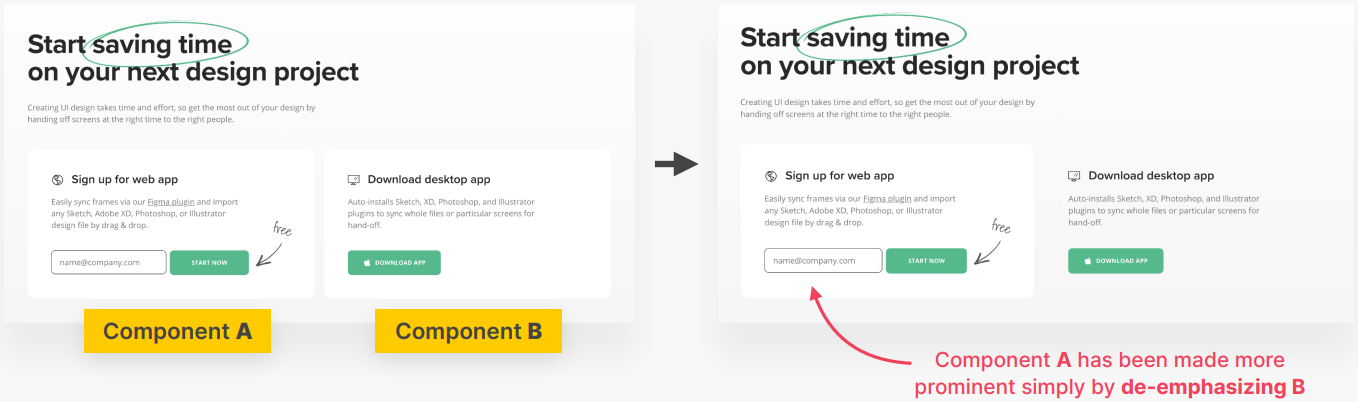 Start saving time
on your next design project
Creating UI design takes time and effort, so get the most out of your design by
handing off screens at the right time to the right people.
Sign up for web app
Easily sync frames via our Figma plugin and import
any Sketch, Adobe XD, Photoshop, or Illustrator
design file by drag & drop.
free
name@company.com
START NOW
Download desktop app
Auto-installs Sketch, XD, Photoshop, and Illustrator
plugins to sync whole files or particular screens for
hand-off.
DOWNLOAD APP
Component A
Component B
Start saving time
on your next design project
Creating UI design takes time and effort, so get the most out of your design by
handing off screens at the right time to the right people.
Sign up for web app
Easily sync frames via our Figma plugin and import
any Sketch, Adobe XD, Photoshop, or Illustrator
design file by drag & drop.
free
name@company.com
START NOW
Download desktop app
Auto-installs Sketch, XD, Photoshop, and Illustrator
plugins to sync whole files or particular screens for
hand-off.
DOWNLOAD APP
Component A has been made more
prominent simply by de-emphasizing B